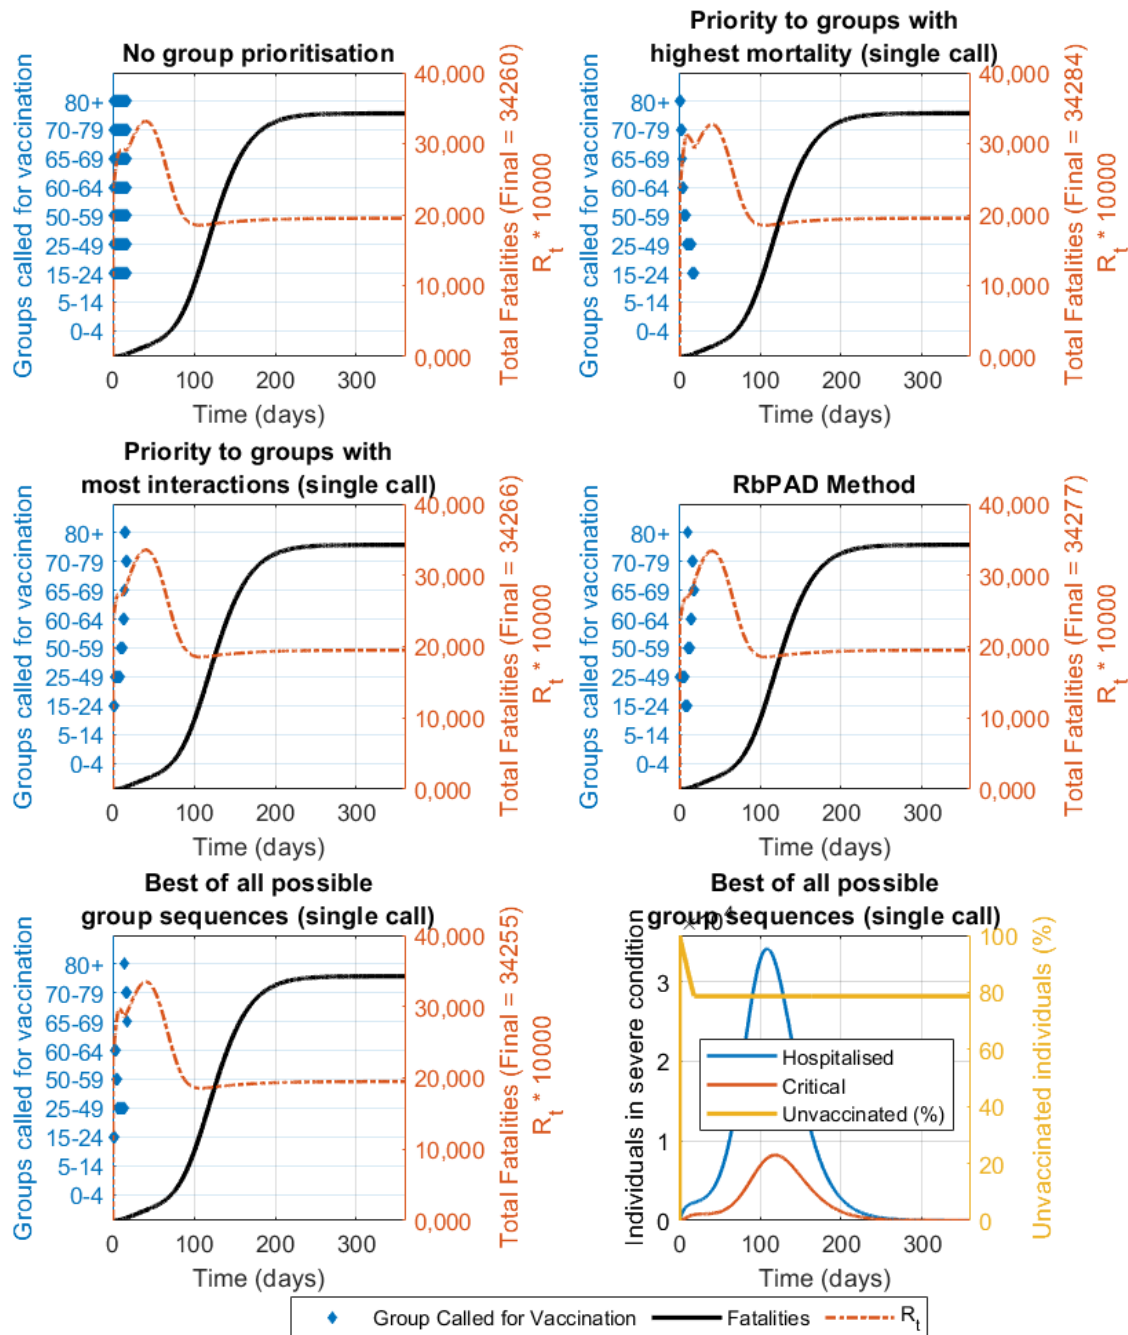 No group prioritisation
Groups called for vaccination
80+
70-79
65-69
60-64
50-59
25-49
15-24
5-14
0-4
0
100
200
300
Time (days)
40,000
30,000
20,000
10,000
0,000
Total Fatalities (Final = 34260)
R_t * 10000
Priority to groups with
highest mortality (single call)
Groups called for vaccination
80+
70-79
65-69
60-64
50-59
25-49
15-24
5-14
0-4
0
100
200
300
Time (days)
40,000
30,000
20,000
10,000
0,000
Total Fatalities (Final = 34284)
R_t * 10000
Priority to groups with
most interactions (single call)
Groups called for vaccination
80+
70-79
65-69
60-64
50-59
25-49
15-24
5-14
0-4
0
100
200
300
Time (days)
40,000
30,000
20,000
10,000
0,000
Total Fatalities (Final = 34266)
R_t * 10000
RbPAD Method
Groups called for vaccination
80+
70-79
65-69
60-64
50-59
25-49
15-24
5-14
0-4
0
100
200
300
Time (days)
40,000
30,000
20,000
10,000
0,000
Total Fatalities (Final = 34277)
R_t * 10000
Best of all possible
group sequences (single call)
Groups called for vaccination
80+
70-79
65-69
60-64
50-59
25-49
15-24
5-14
0-4
0
100
200
300
Time (days)
40,000
30,000
20,000
10,000
0,000
Total Fatalities (Final = 34255)
R_t * 10000
Best of all possible
group sequences (single call)
Individuals in severe condition
3
2
1
0
Hospitalised
Critical
Unvaccinated (%)
0
100
200
300
Time (days)
100
80
60
40
20
0
Unvaccinated individuals (%)
Group Called for Vaccination
Fatalities
R_t